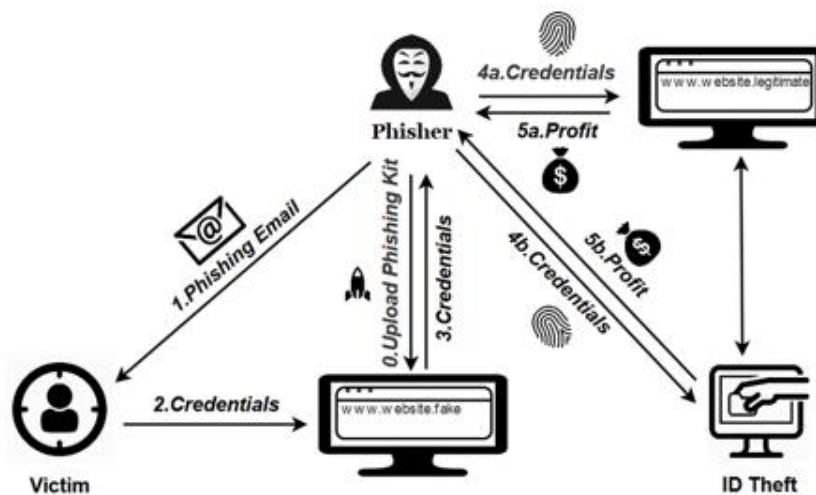 4a.Credentials
www.website.legitimate
Phisher
5a.Profit
$
@
1.Phishing Email
0.Upload Phishing Kit
3.Credentials
4b.Credentials
5b.Profit
$
2.Credentials
www.website.fake
Victim
ID Theft